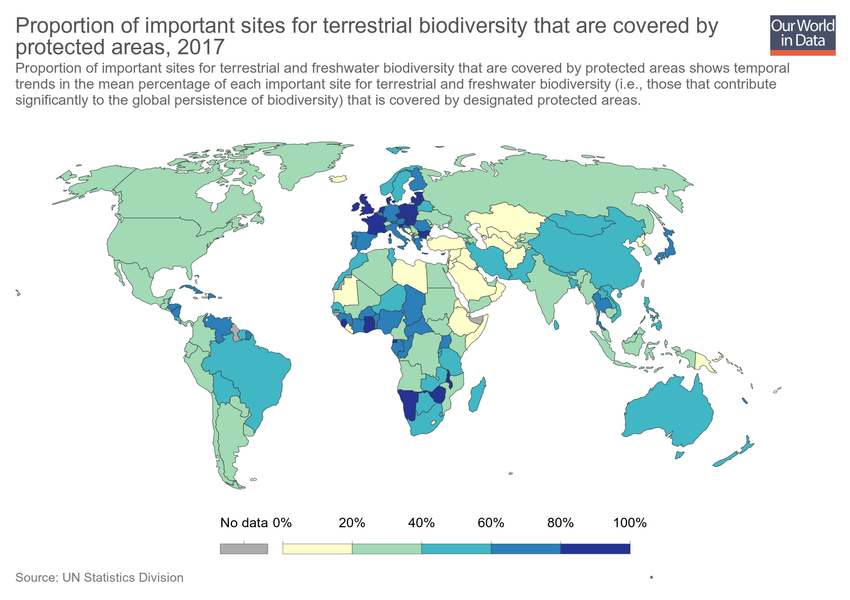 Proportion of important sites for terrestrial biodiversity that are covered by
protected areas, 2017
Our World
in Data
Proportion of important sites for terrestrial and freshwater biodiversity that are covered by protected areas shows temporal
trends in the mean percentage of each important site for terrestrial and freshwater biodiversity (i.e., those that contribute
significantly to the global persistence of biodiversity) that is covered by designated protected areas.
No data 0% 20% 40% 60% 80% 100%
Source: UN Statistics Division